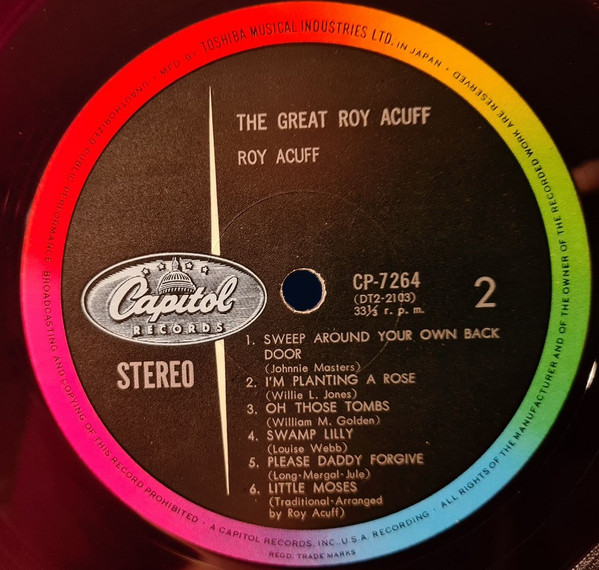 MFD. BY TOSHIBA MUSICAL INDUSTRIES LTD. IN JAPAN · ALL RIGHTS OF THE MANUFACTURER AND OF THE OWNER OF THE RECORDED WORK ARE RESERVED ·
UNAUTHORIZED PUBLIC PERFORMANCE BROADCASTING AND COPYING OF THIS RECORD PROHIBITED ·
THE GREAT ROY ACUFF
ROY ACUFF
Capitol
RECORDS
CP-7264
(DT2-2103)
33⅓ r. p. m.
2
STEREO
1. SWEEP AROUND YOUR OWN BACK
DOOR
(Johnnie Masters)
2. I'M PLANTING A ROSE
(Willie L. Jones)
3. OH THOSE TOMBS
(William M. Golden)
4. SWAMP LILLY
(Louise Webb)
5. PLEASE DADDY FORGIVE
(Long-Mergal-Jule)
6. LITTLE MOSES
(Traditional-Arranged
by Roy Acuff)
· A CAPITOL RECORDS, INC., U.S.A. RECORDING ·
REGD. TRADE MARKS